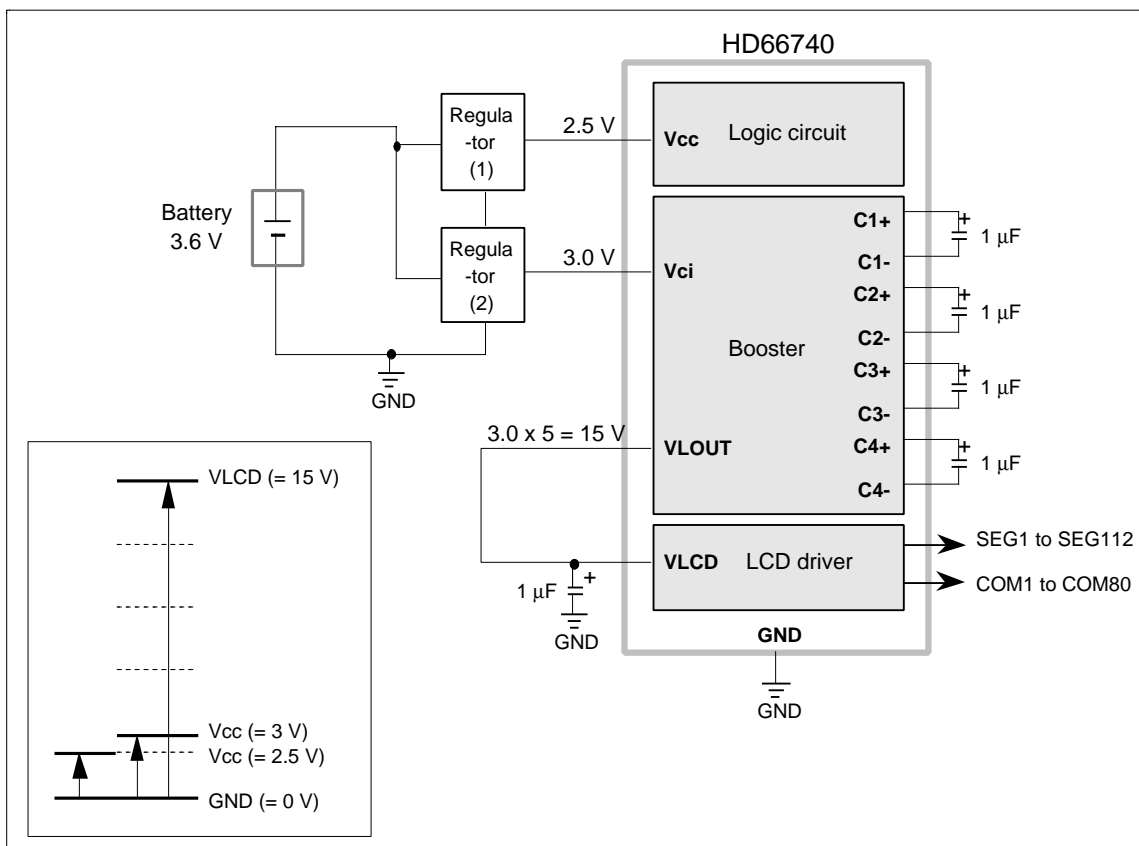 HD66740
Regula
-tor
(1)
2.5 V
Vcc
Logic circuit
Battery
3.6 V
Regula
-tor
(2)
3.0 V
Vci
Booster
C1+
C1-
+
1 μF
C2+
C2-
+
1 μF
C3+
C3-
+
1 μF
C4+
C4-
+
1 μF
GND
3.0 x 5 = 15 V
VLOUT
VLCD
LCD driver
SEG1 to SEG112
COM1 to COM80
1 μF
+
GND
GND
GND
VLCD (= 15 V)
Vcc (= 3 V)
Vcc (= 2.5 V)
GND (= 0 V)